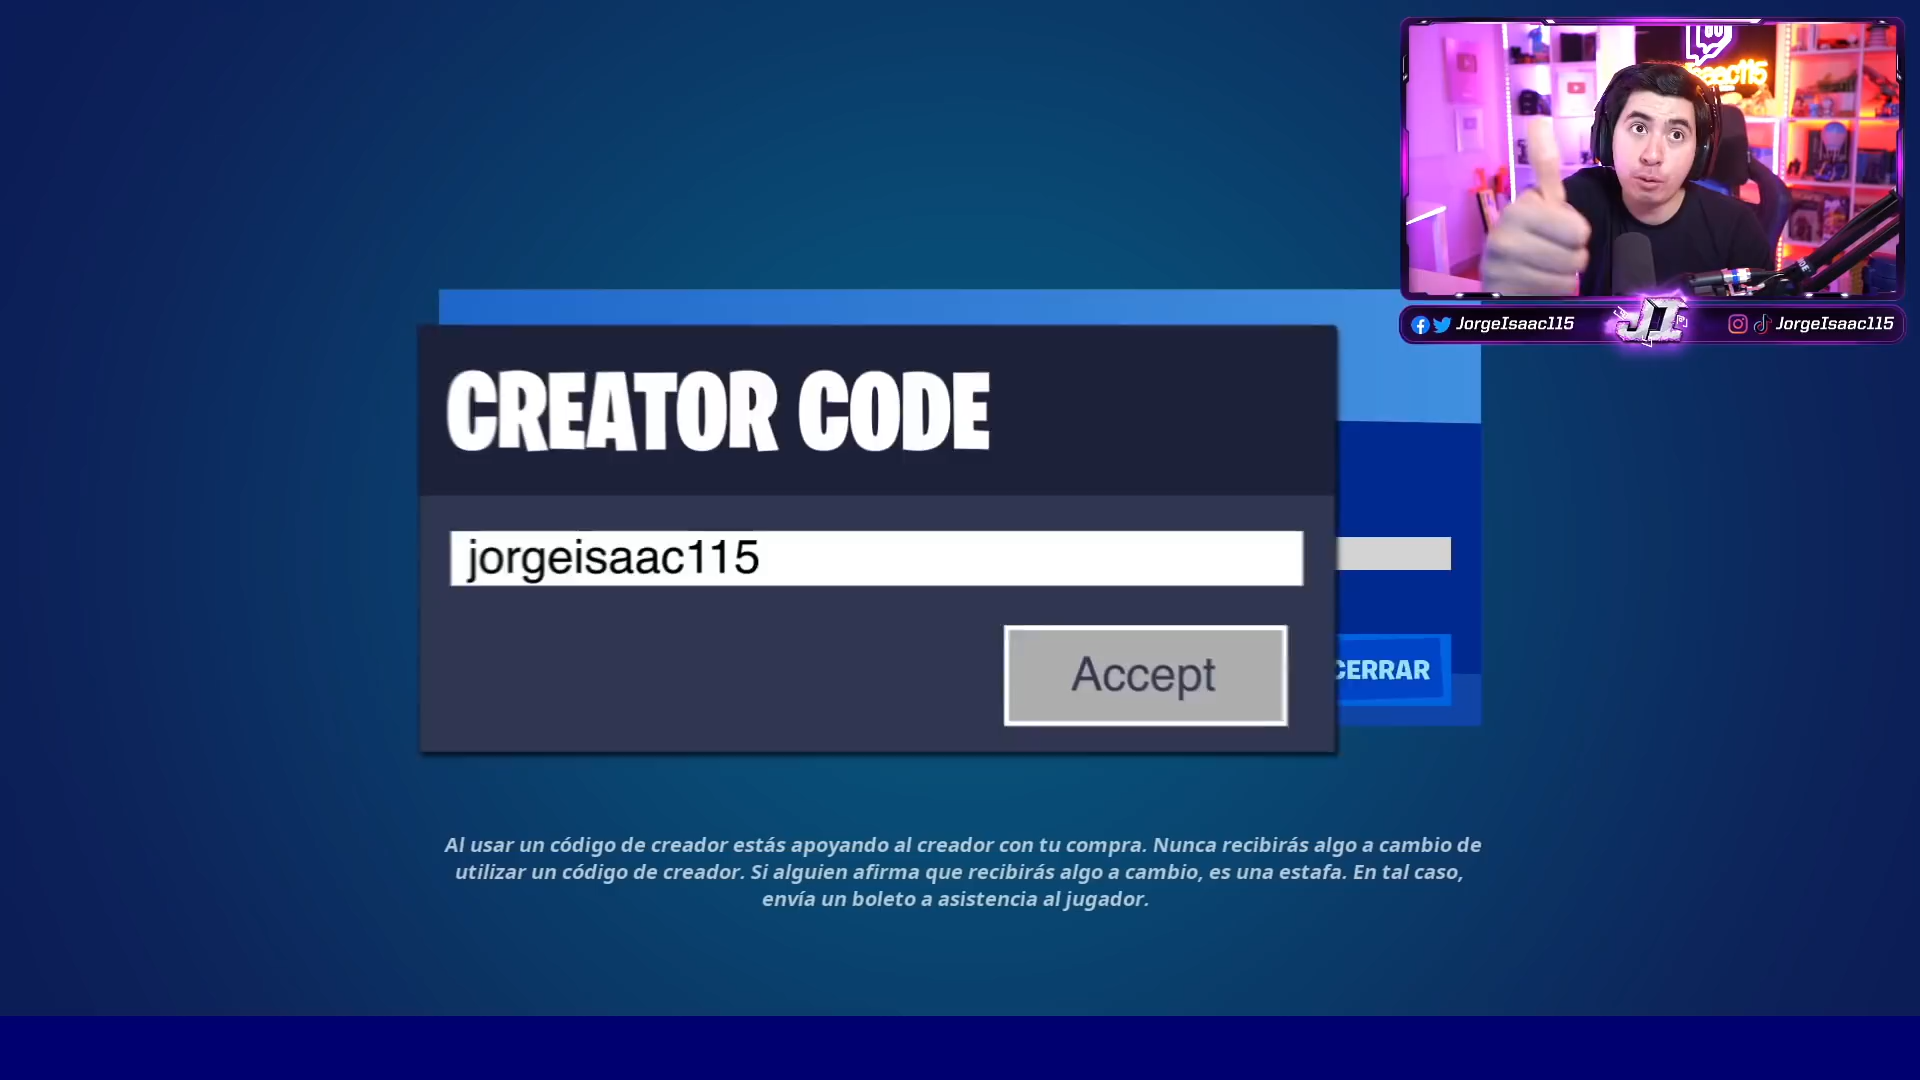 JorgeIsaac115
JI
JorgeIsaac115
CREATOR CODE
jorgeisaac115
Accept
CERRAR
Al usar un código de creador estás apoyando al creador con tu compra. Nunca recibirás algo a cambio de
utilizar un código de creador. Si alguien afirma que recibirás algo a cambio, es una estafa. En tal caso,
envía un boleto a asistencia al jugador.